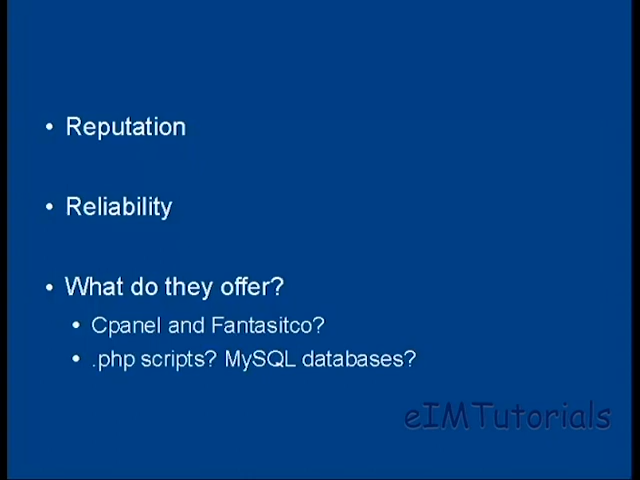 • Reputation
• Reliability
• What do they offer?
• Cpanel and Fantasitco?
• .php scripts? MySQL databases?
eIMTutorials